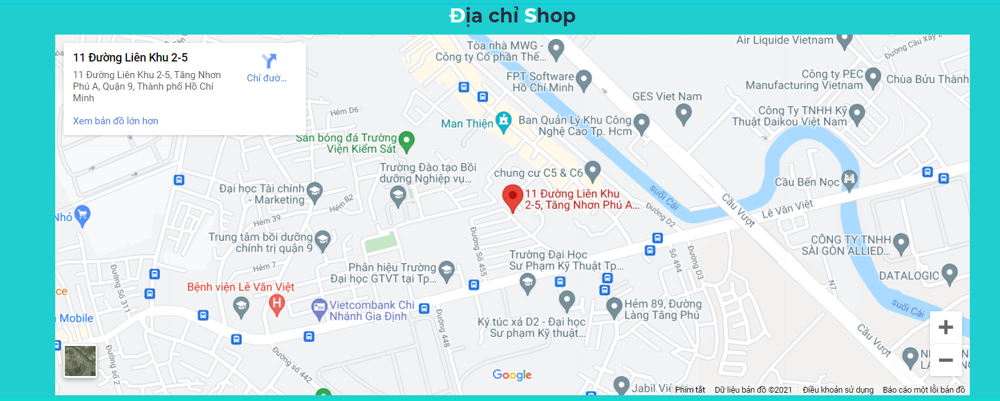 Địa chỉ Shop
11 Đường Liên Khu 2-5
11 Đường Liên Khu 2-5, Tăng Nhơn
Phú A, Quận 9, Thành phố Hồ Chí
Minh
Chỉ đườ...
Xem bản đồ lớn hơn
Tòa nhà MWG -
Công ty Cổ phần Thế...
Air Liquide Vietnam
Đường Cầu Xây 2
FPT Software
Hồ Chí Minh
Công ty PEC
Manufacturing Vietnam
Chùa Bửu Thành
GES Viet Nam
Hẻm D6
Man Thiện
Ban Quản Lý Khu Công
Nghệ Cao Tp. Hcm
Công Ty TNHH Kỹ
Thuật Daikou Việt Nam
Sân bóng đá Trường
Viện Kiểm Sát
Trường Đào tạo Bồi
dưỡng Nghiệp vụ...
chung cư C5 & C6
Đại học Tài chính
- Marketing
Hẻm B2
11 Đường Liên Khu
2-5, Tăng Nhơn Phú A...
suối Cái
Đường D2
Cầu Vượt
Cầu Bến Nọc
Lê Văn Việt
Nhỏ
Hẻm 39
Trung tâm bồi dưỡng
chính trị quận 9
Hẻm 7
Đường Số 455
Trường Đại Học
Sư Phạm Kỹ Thuật Tp...
Số 494
Đường D3
CÔNG TY TNHH
SÀI GÒN ALLIED...
Phân hiệu Trường
Đại học GTVT tại Tp...
Đường Số 311
DATALOGIC
N7
Bệnh viện Lê Văn Việt
H
ce
Mobile
Vietcombank Chi
Nhánh Gia Định
Hẻm 89, Đường
Làng Tăng Phú
suối Cái
Ký túc xá D2 - Đại học
Sư phạm Kỹ thuật...
Đường 448
Cầu Vượt
Đường số 2
Đường số 442
Google
Jabil Việ
Phím tắt
Dữ liệu bản đồ ©2021
Điều khoản sử dụng
Báo cáo một lỗi bản đồ